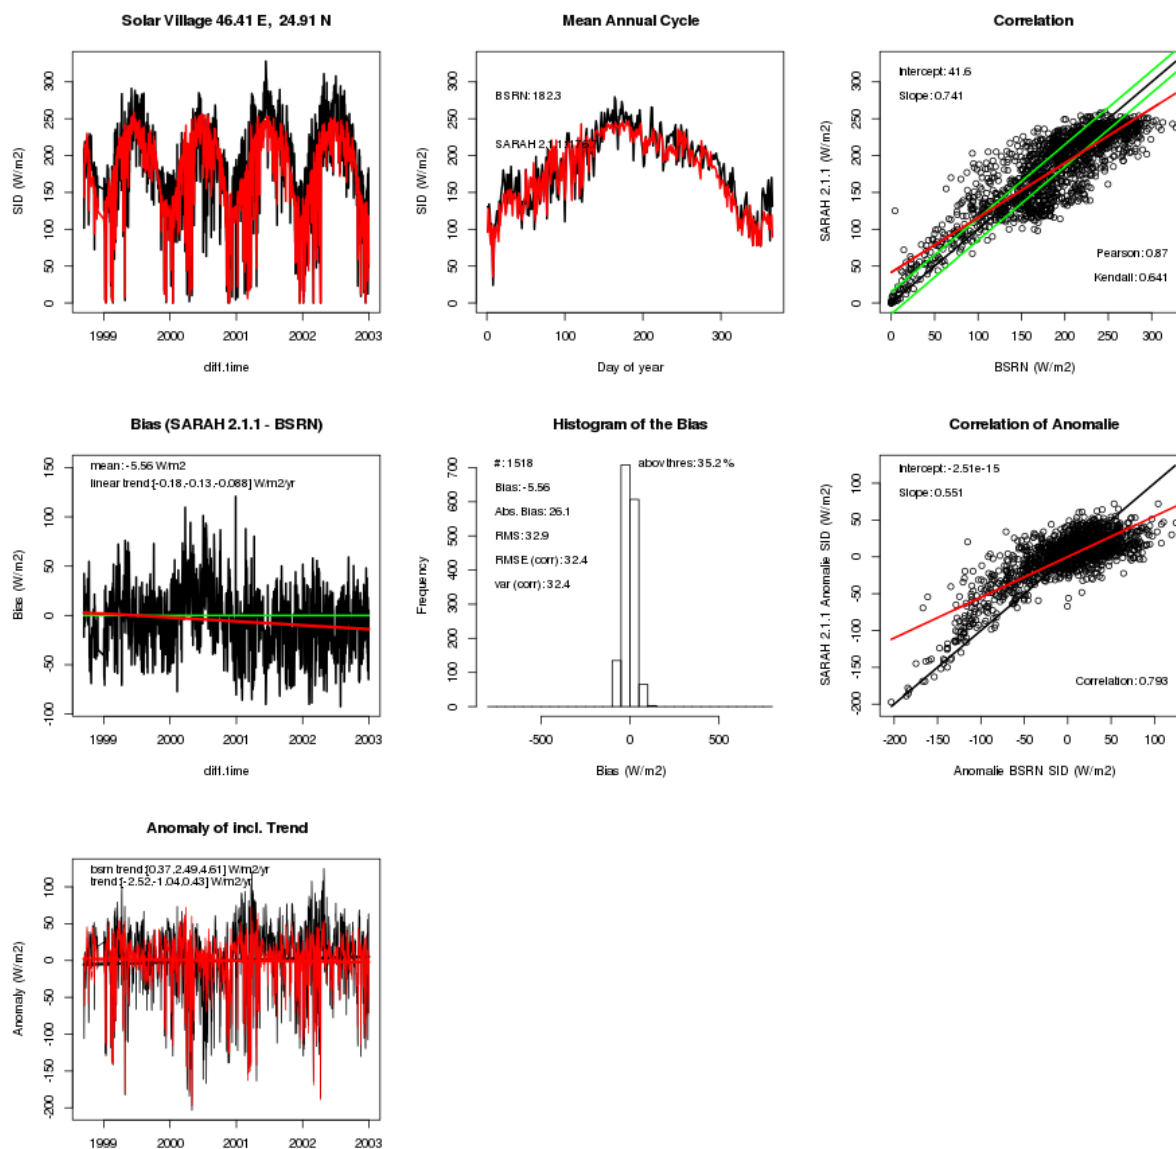 Solar Village 46.41 E, 24.91 N
SID (W/m2)
0 50 100 150 200 250 300
1999 2000 2001 2002 2003
diff.time
Mean Annual Cycle
BSRN: 182.3
SARAH 2.1.1:
SID (W/m2)
0 50 100 150 200 250 300
0 100 200 300
Day of year
Correlation
Intercept: 41.6
Slope: 0.741
Pearson: 0.87
Kendall: 0.641
SARAH 2.1.1 (W/m2)
0 50 100 150 200 250 300
0 50 100 150 200 250 300
BSRN (W/m2)
Bias (SARAH 2.1.1 - BSRN)
mean: -5.56 W/m2
linear trend:[-0.18,-0.13,-0.088] W/m2/yr
Bias (W/m2)
-100 -50 0 50 100 150
1999 2000 2001 2002 2003
diff.time
Histogram of the Bias
#: 1518
abovthres: 35.2 %
Bias: -5.56
Abs. Bias: 26.1
RMS: 32.9
RMSE (corr): 32.4
var (corr): 32.4
Frequency
0 100 200 300 400 500 600 700
-500 0 500
Bias (W/m2)
Correlation of Anomalie
Intercept: -2.51e-15
Slope: 0.551
Correlation: 0.793
SARAH 2.1.1 Anomalie SID (W/m2)
-200 -150 -100 -50 0 50 100
-200 -150 -100 -50 0 50 100
Anomalie BSRN SID (W/m2)
Anomaly of incl. Trend
bsrn trend:[0.37,2.49,4.61] W/m2/yr
trend:[-2.52,-1.04,0.43] W/m2/yr
Anomaly (W/m2)
-200 -150 -100 -50 0 50 100
1999 2000 2001 2002 2003